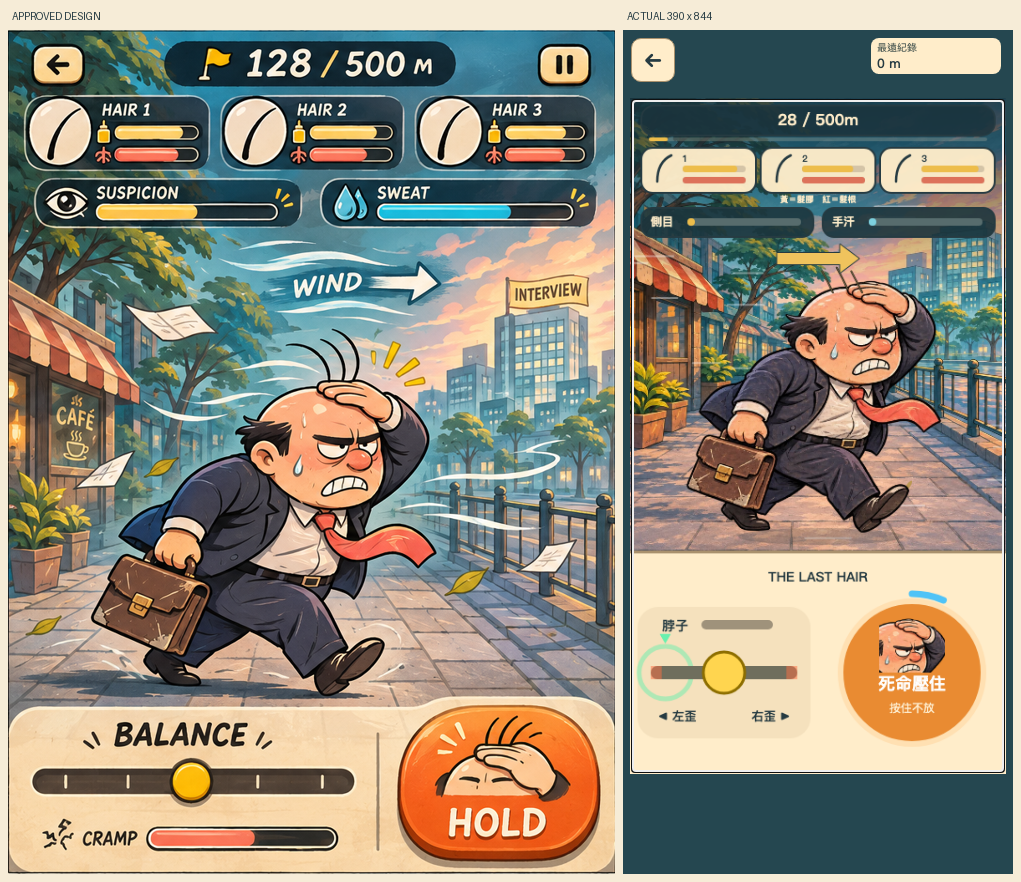 APPROVED DESIGN
128 / 500 M
HAIR 1
HAIR 2
HAIR 3
SUSPICION
SWEAT
WIND
INTERVIEW
CAFÉ
BALANCE
CRAMP
HOLD
ACTUAL 390 x 844
最遠紀錄
0 m
28 / 500m
1
2
3
黃=髮膠 紅=髮根
側目
手汗
THE LAST HAIR
脖子
◀ 左歪
右歪 ▶
死命壓住
按住不放